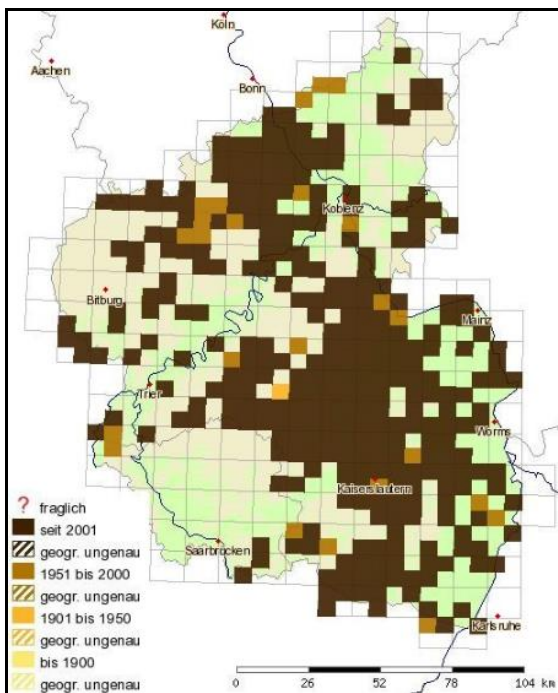 Köln
Aachen
Bonn
Koblenz
Bitburg
Mainz
Trier
Worms
Kaiserslautern
Saarbrücken
Karlsruhe
? fraglich
seit 2001
geogr. ungenau
1951 bis 2000
geogr. ungenau
1901 bis 1950
geogr. ungenau
bis 1900
geogr. ungenau
0 26 52 78 104 km